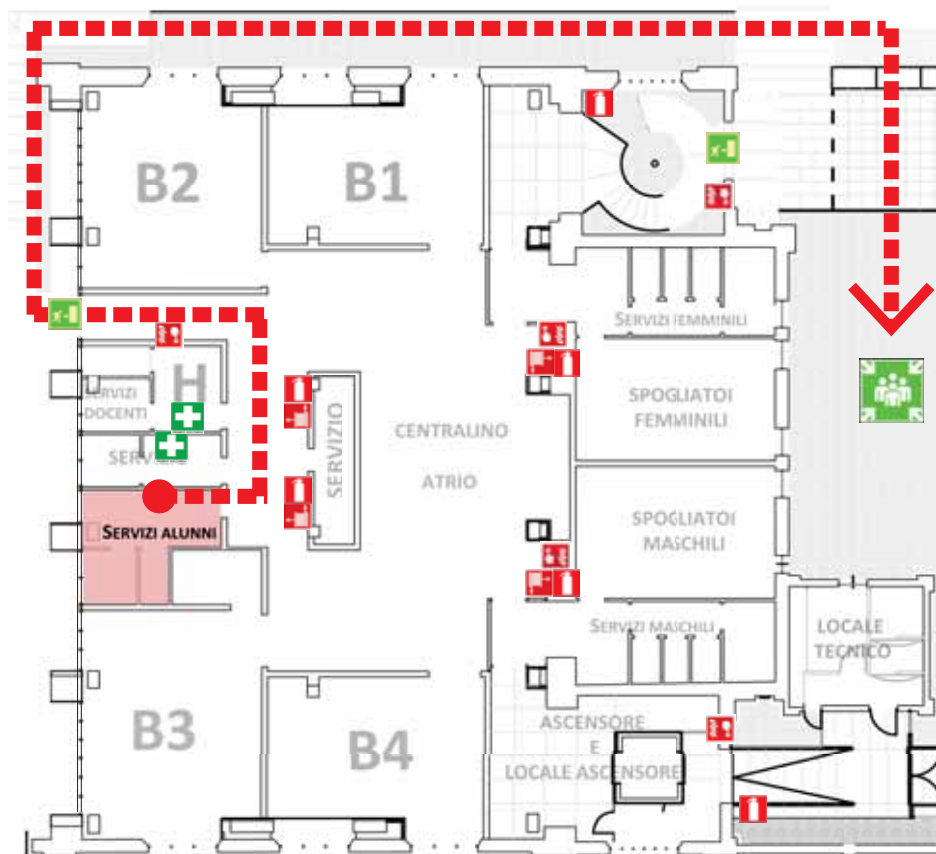 B2
B1
SERVIZI FEMMINILI
H
SERVIZI
DOCENTI
SPOGLIATOI
FEMMINILI
CENTRALINO
ATRIO
SERVIZIO
SERVIZI ALUNNI
SPOGLIATOI
MASCHILI
SERVIZI MASCHILI
LOCALE
TECNICO
B3
B4
ASCENSORE
E
LOCALE ASCENSORE